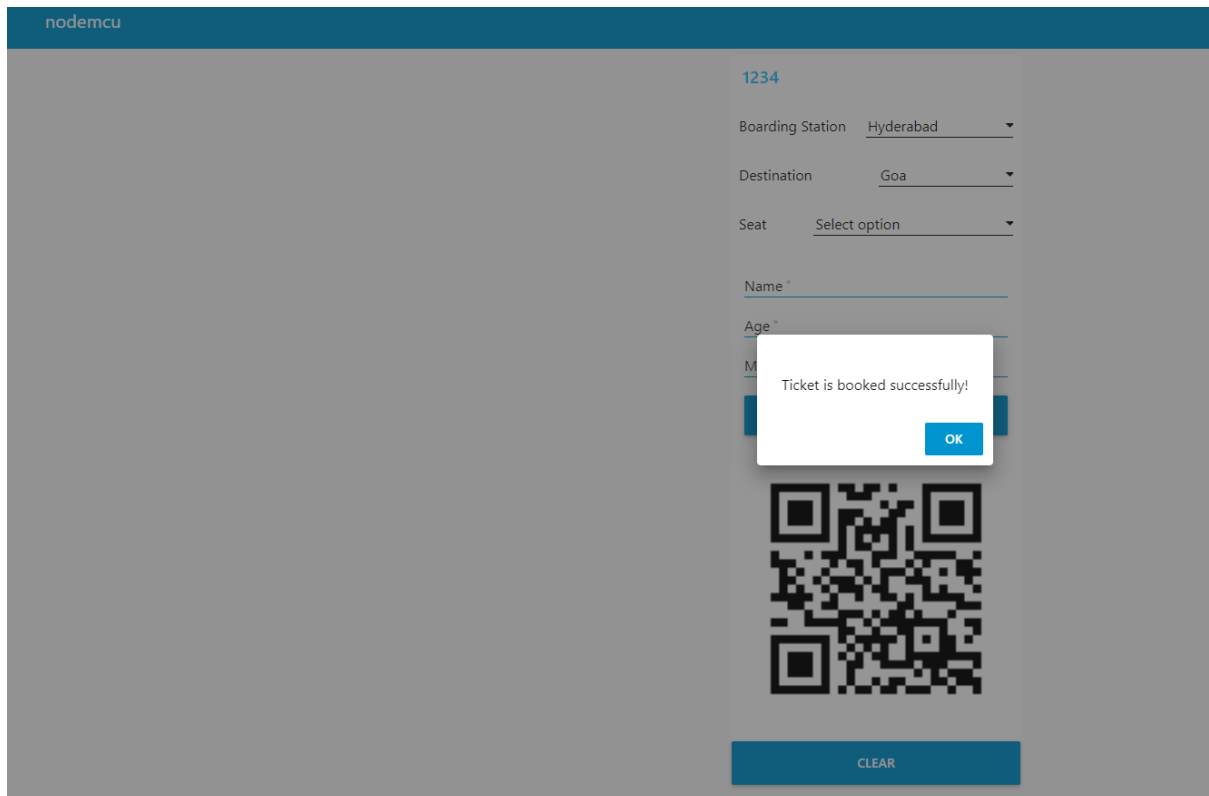 nodemcu
1234
Boarding Station Hyderabad
Destination Goa
Seat Select option
Name *
Age *
M
Ticket is booked successfully!
OK
CLEAR